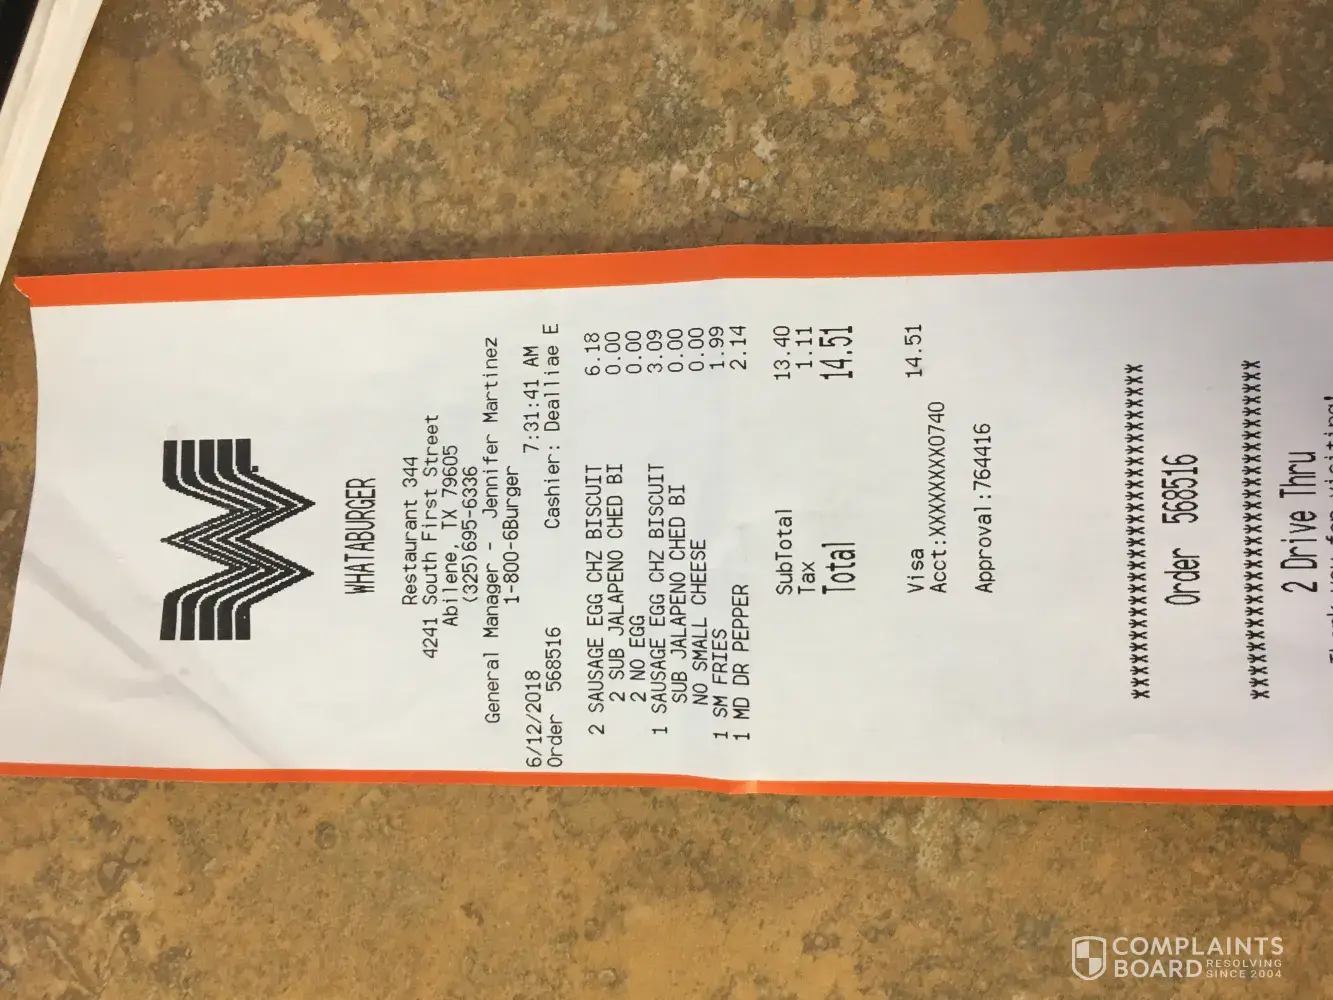 WHATABURGER
Restaurant 344
4241 South First Street
Abilene, TX 79605
(325)695-6336
General Manager - Jennifer Martinez
1-800-6Burger
6/12/2018 7:31:41 AM
Order 568516 Cashier: Dealliae E
2 SAUSAGE EGG CHZ BISCUIT 6.18
2 SUB JALAPENO CHED BI 0.00
2 NO EGG 0.00
1 SAUSAGE EGG CHZ BISCUIT 3.09
SUB JALAPENO CHED BI 0.00
NO SMALL CHEESE 0.00
1 SM FRIES 1.99
1 MD DR PEPPER 2.14
SubTotal 13.40
Tax 1.11
Total 14.51
Visa 14.51
Acct:XXXXXXXX0740
Approval:764416
Order 568516
2 Drive Thru
COMPLAINTS
BOARD RESOLVING
SINCE 2004